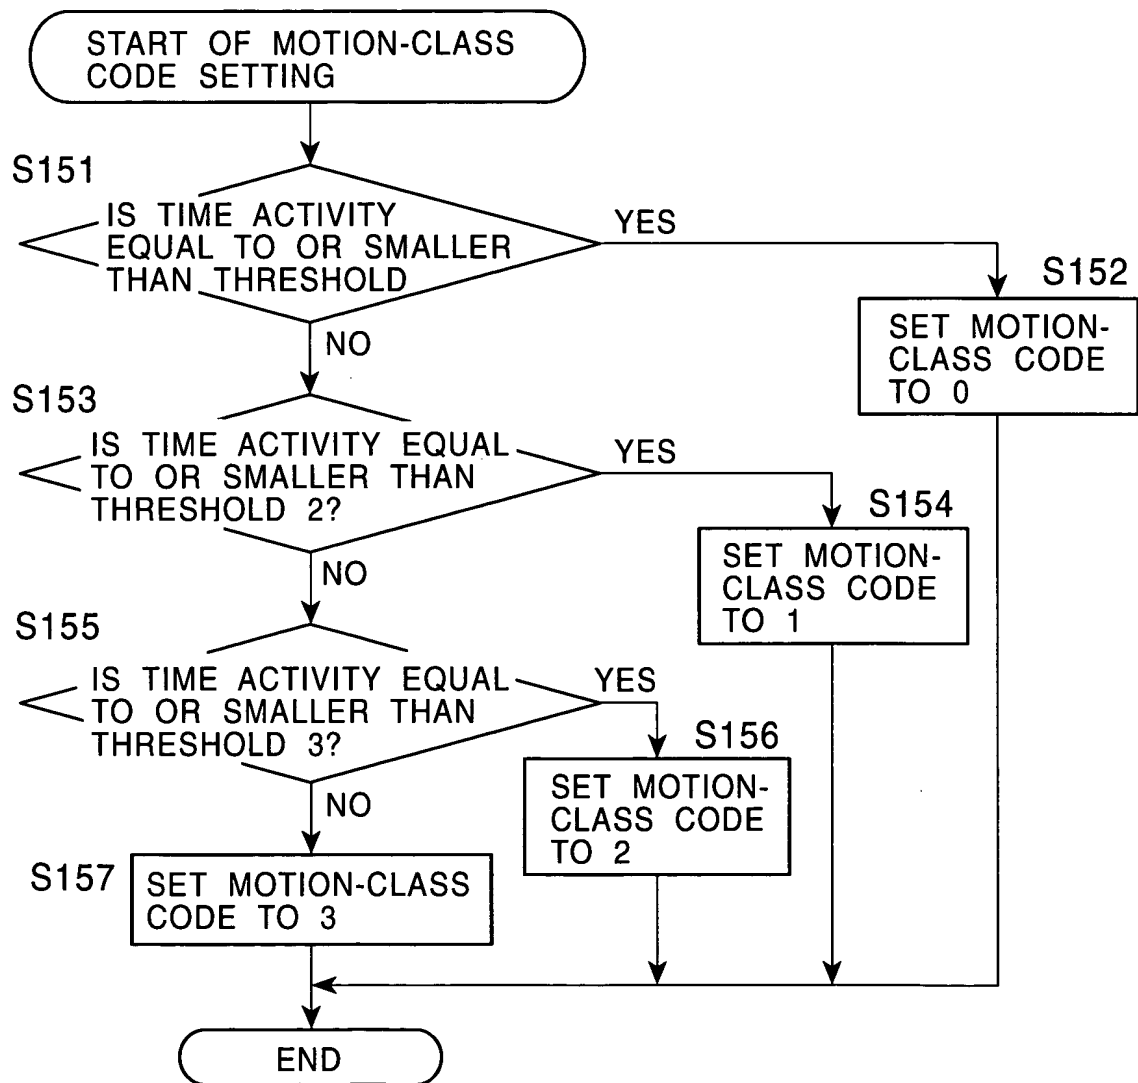 START OF MOTION-CLASS
CODE SETTING
S151
IS TIME ACTIVITY
EQUAL TO OR SMALLER
THAN THRESHOLD
YES
S152
SET MOTION-
CLASS CODE
TO 0
NO
S153
IS TIME ACTIVITY EQUAL
TO OR SMALLER THAN
THRESHOLD 2?
YES
S154
SET MOTION-
CLASS CODE
TO 1
NO
S155
IS TIME ACTIVITY EQUAL
TO OR SMALLER THAN
THRESHOLD 3?
YES
S156
SET MOTION-
CLASS CODE
TO 2
NO
S157
SET MOTION-CLASS
CODE TO 3
END